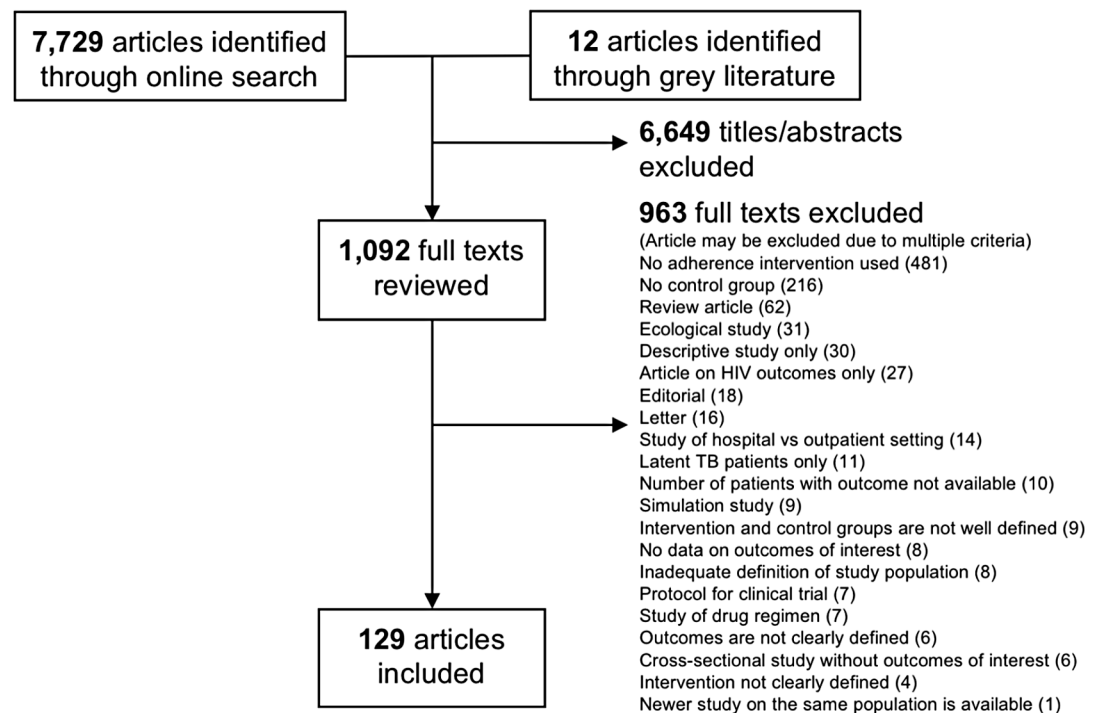 7,729 articles identified
through online search
12 articles identified
through grey literature
6,649 titles/abstracts
excluded
1,092 full texts
reviewed
963 full texts excluded
(Article may be excluded due to multiple criteria)
No adherence intervention used (481)
No control group (216)
Review article (62)
Ecological study (31)
Descriptive study only (30)
Article on HIV outcomes only (27)
Editorial (18)
Letter (16)
Study of hospital vs outpatient setting (14)
Latent TB patients only (11)
Number of patients with outcome not available (10)
Simulation study (9)
Intervention and control groups are not well defined (9)
No data on outcomes of interest (8)
Inadequate definition of study population (8)
Protocol for clinical trial (7)
Study of drug regimen (7)
Outcomes are not clearly defined (6)
Cross-sectional study without outcomes of interest (6)
Intervention not clearly defined (4)
Newer study on the same population is available (1)
129 articles
included